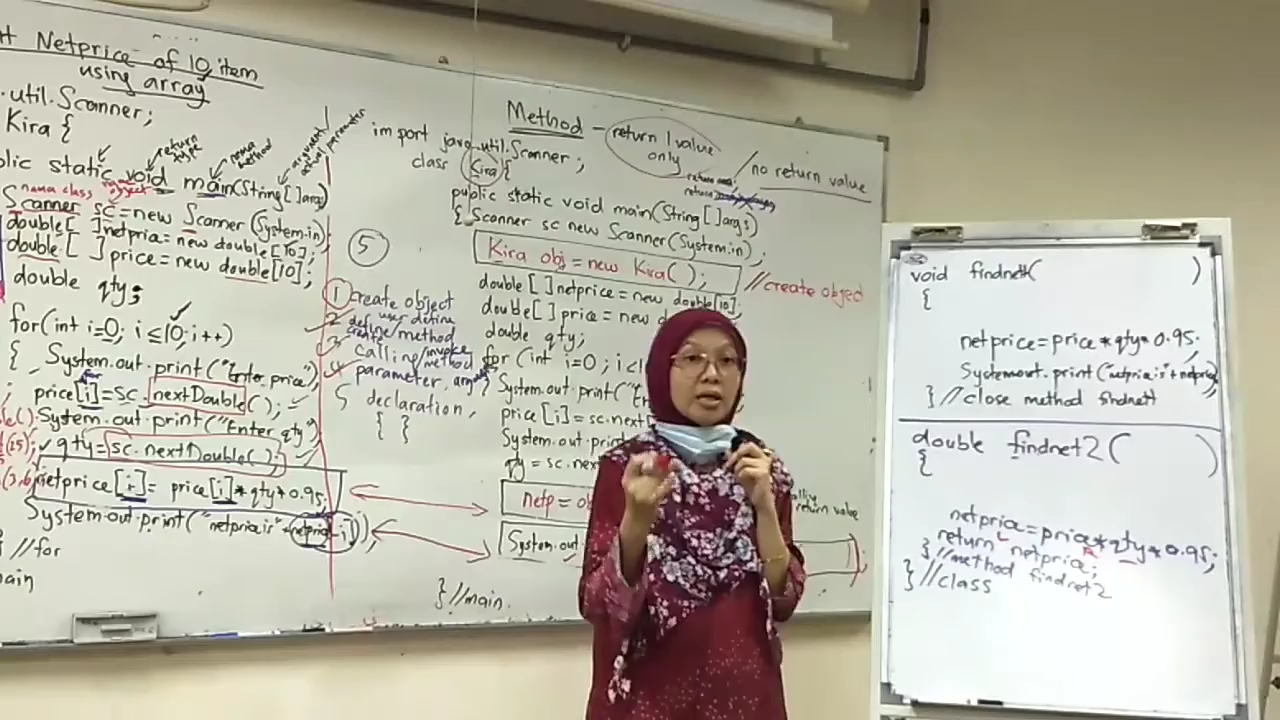 Netprice of 10 item
using array
.util.Scanner;
Kira {
return type
nama method
argument
actual parameter
static void main(String[]args)
nama class
object
Scanner sc=new Scanner(System.in)
double[ ]netprice=new double[10];
double[ ] price=new double[10];
double qty;
for(int i=0; i≤10;i++)
{ System.out.print("Enter price");
price[i]=sc.nextDouble();
System.out.print("Enter qty");
qty=sc.nextDouble();
netprice[i]= price[i]*qty*0.95;
System.out.print("netprice is"+netprice[i]);
} //for
5
1 create object
user define
2 define/method
create
3 calling/invoke
method
4 parameter,
5 declaration,
{ }
Method - return 1 value only
/ no return value
import java.util.Scanner;
class Kira{
public static void main(String[]args)
{ Scanner sc new Scanner(System.in);
Kira obj=new Kira();
//create object
double[ ]netprice=new double[10];
double[ ]price=new
double qty;
for (int i=0; i<1
System.out.print("E
price[i]=sc.next
System.out.print
qty=sc.nex
netp = ob
return value
System.out
} //main.
void findnett( )
{
netprice=price*qty*0.95;
System.out.print("netprice is"+netprice
} //close method findnett
double findnet2( )
{
netprice=price*qty*0.95;
return netprice;
} //method findnet2
} //class